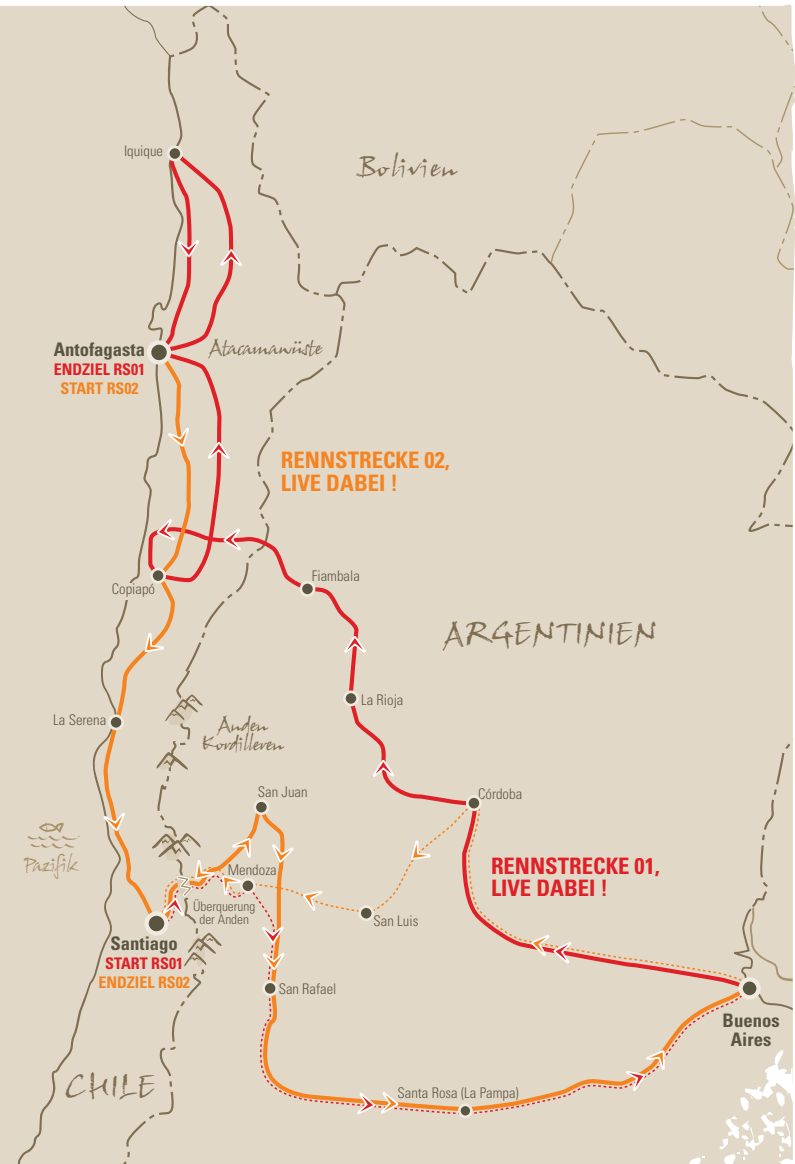 Iquique
Bolivien
Antofagasta
ENDZIEL RS01
START RS02
Atacamawüste
RENNSTRECKE 02,
LIVE DABEI !
Copiapó
Fiambala
ARGENTINIEN
La Rioja
La Serena
Anden
Kordilleren
San Juan
Córdoba
Pazifik
Mendoza
RENNSTRECKE 01,
LIVE DABEI !
Überquerung
der Anden
San Luis
Santiago
START RS01
ENDZIEL RS02
San Rafael
Buenos
Aires
CHILE
Santa Rosa (La Pampa)